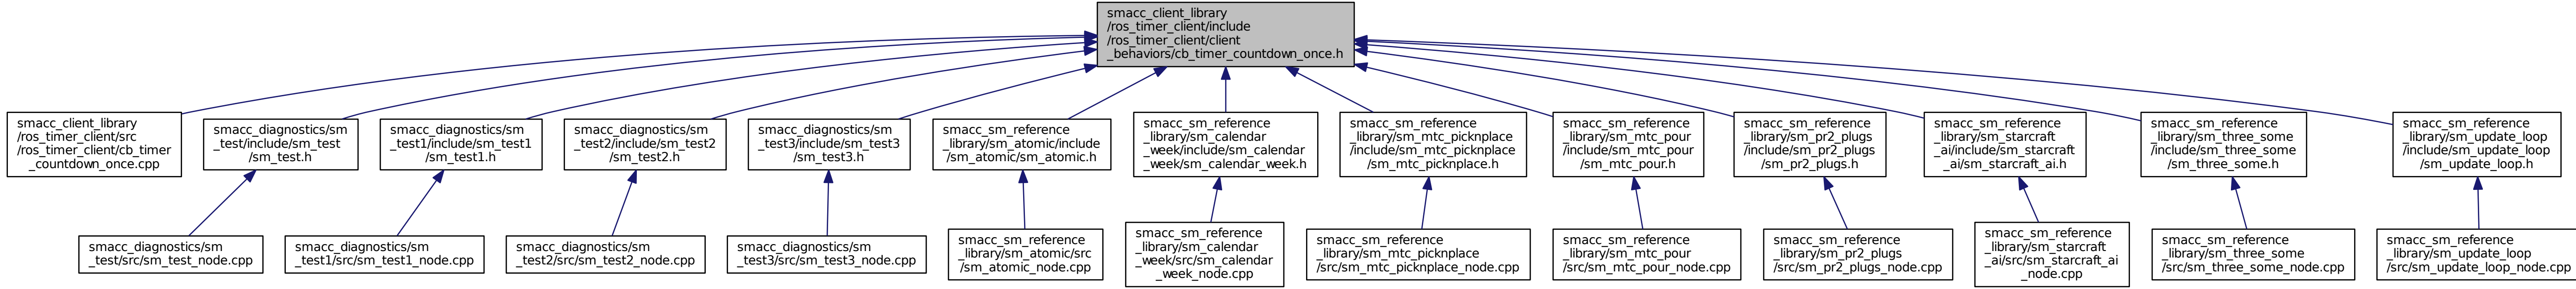 smacc_client_library
/ros_timer_client/include
/ros_timer_client/client
_behaviors/cb_timer_countdown_once.h
smacc_client_library
/ros_timer_client/src
/ros_timer_client/cb_timer
_countdown_once.cpp
smacc_diagnostics/sm
_test/include/sm_test
/sm_test.h
smacc_diagnostics/sm
_test1/include/sm_test1
/sm_test1.h
smacc_diagnostics/sm
_test2/include/sm_test2
/sm_test2.h
smacc_diagnostics/sm
_test3/include/sm_test3
/sm_test3.h
smacc_sm_reference
_library/sm_atomic/include
/sm_atomic/sm_atomic.h
smacc_sm_reference
_library/sm_calendar
_week/include/sm_calendar
_week/sm_calendar_week.h
smacc_sm_reference
_library/sm_mtc_picknplace
/include/sm_mtc_picknplace
/sm_mtc_picknplace.h
smacc_sm_reference
_library/sm_mtc_pour
/include/sm_mtc_pour
/sm_mtc_pour.h
smacc_sm_reference
_library/sm_pr2_plugs
/include/sm_pr2_plugs
/sm_pr2_plugs.h
smacc_sm_reference
_library/sm_starcraft
_ai/include/sm_starcraft
_ai/sm_starcraft_ai.h
smacc_sm_reference
_library/sm_three_some
/include/sm_three_some
/sm_three_some.h
smacc_sm_reference
_library/sm_update_loop
/include/sm_update_loop
/sm_update_loop.h
smacc_diagnostics/sm
_test/src/sm_test_node.cpp
smacc_diagnostics/sm
_test1/src/sm_test1_node.cpp
smacc_diagnostics/sm
_test2/src/sm_test2_node.cpp
smacc_diagnostics/sm
_test3/src/sm_test3_node.cpp
smacc_sm_reference
_library/sm_atomic/src
/sm_atomic_node.cpp
smacc_sm_reference
_library/sm_calendar
_week/src/sm_calendar
_week_node.cpp
smacc_sm_reference
_library/sm_mtc_picknplace
/src/sm_mtc_picknplace_node.cpp
smacc_sm_reference
_library/sm_mtc_pour
/src/sm_mtc_pour_node.cpp
smacc_sm_reference
_library/sm_pr2_plugs
/src/sm_pr2_plugs_node.cpp
smacc_sm_reference
_library/sm_starcraft
_ai/src/sm_starcraft_ai
_node.cpp
smacc_sm_reference
_library/sm_three_some
/src/sm_three_some_node.cpp
smacc_sm_reference
_library/sm_update_loop
/src/sm_update_loop_node.cpp